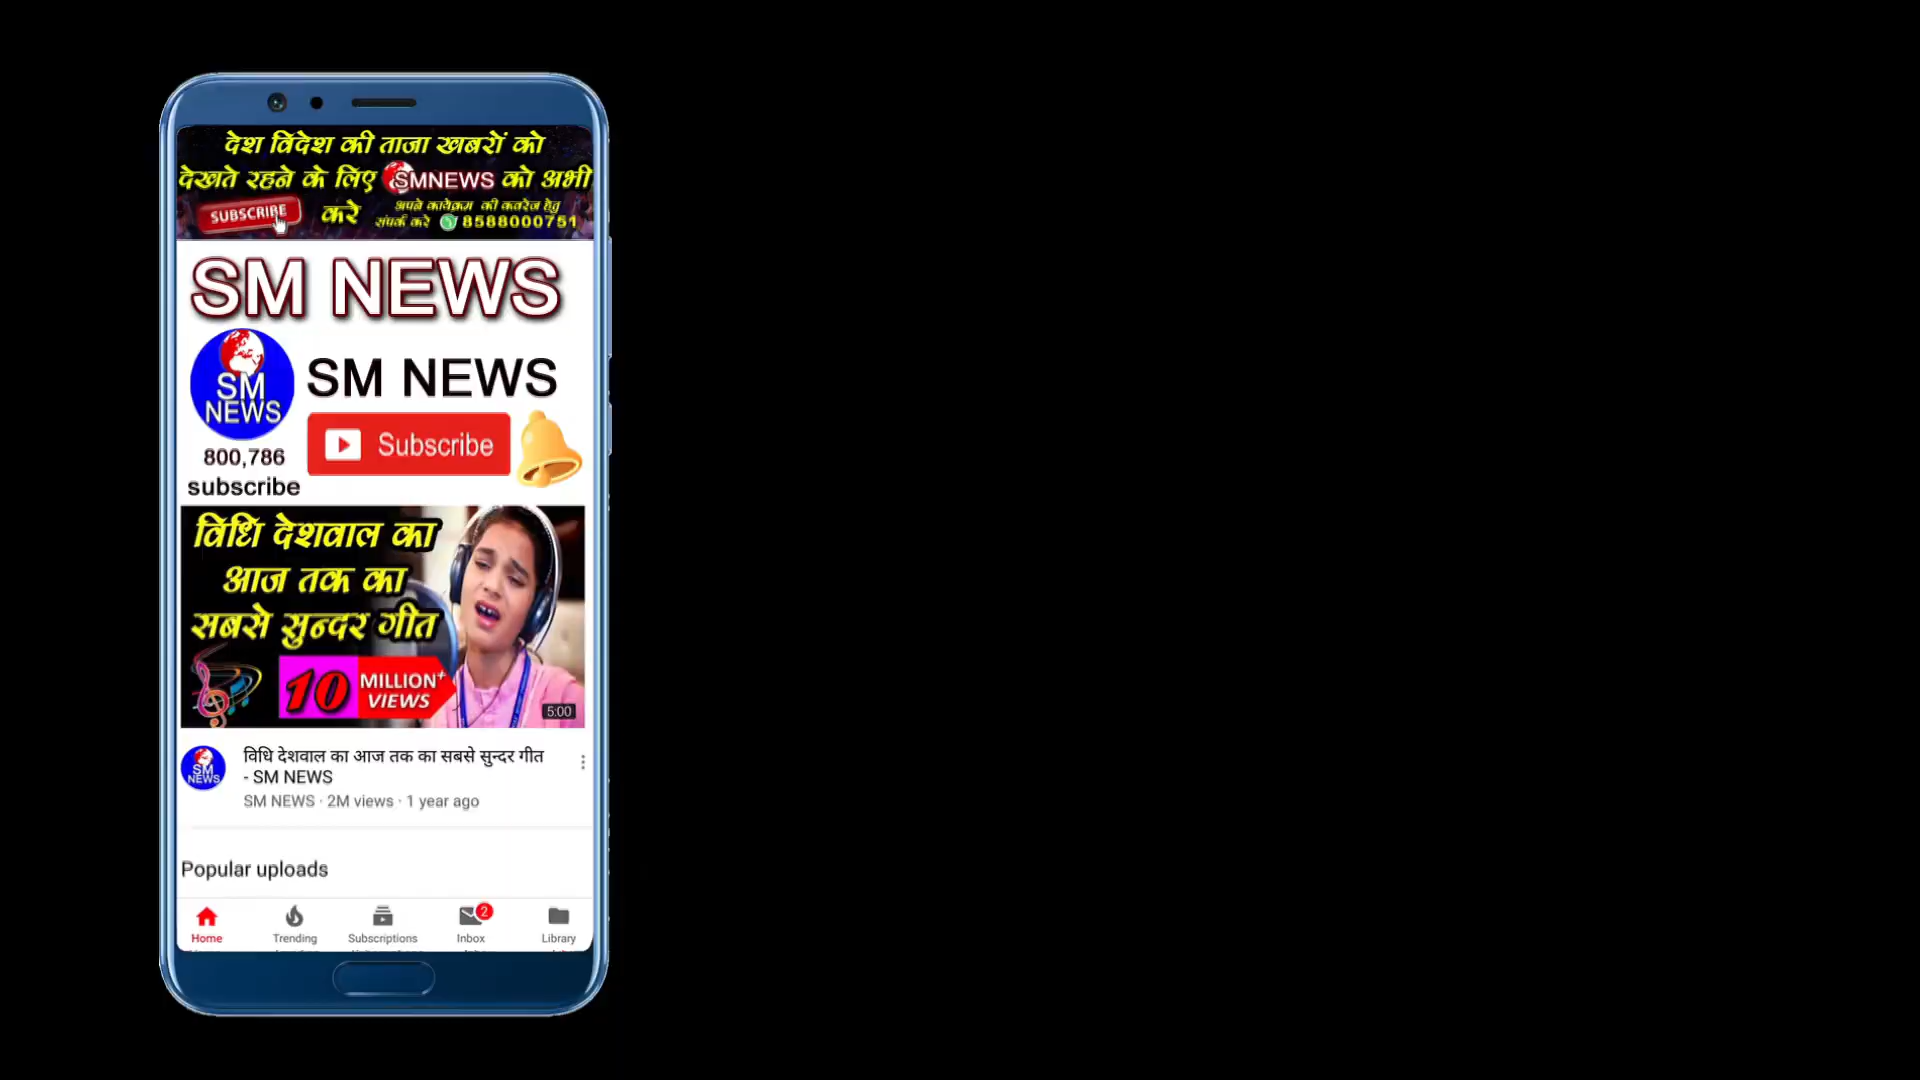 देश विदेश की ताजा खबरों को
देखते रहने के लिए SMNEWS को अभी
SUBSCRIBE करे
अपने कार्यक्रम की कवरेज हेतु
संपर्क करे 8588000751
SM NEWS
SM
NEWS
SM NEWS
Subscribe
800,786
subscribe
विधि देशवाल का
आज तक का
सबसे सुन्दर गीत
10 MILLION+
VIEWS
5:00
SM
NEWS
विधि देशवाल का आज तक का सबसे सुन्दर गीत
- SM NEWS
SM NEWS · 2M views · 1 year ago
Popular uploads
2
Home Trending Subscriptions Inbox Library